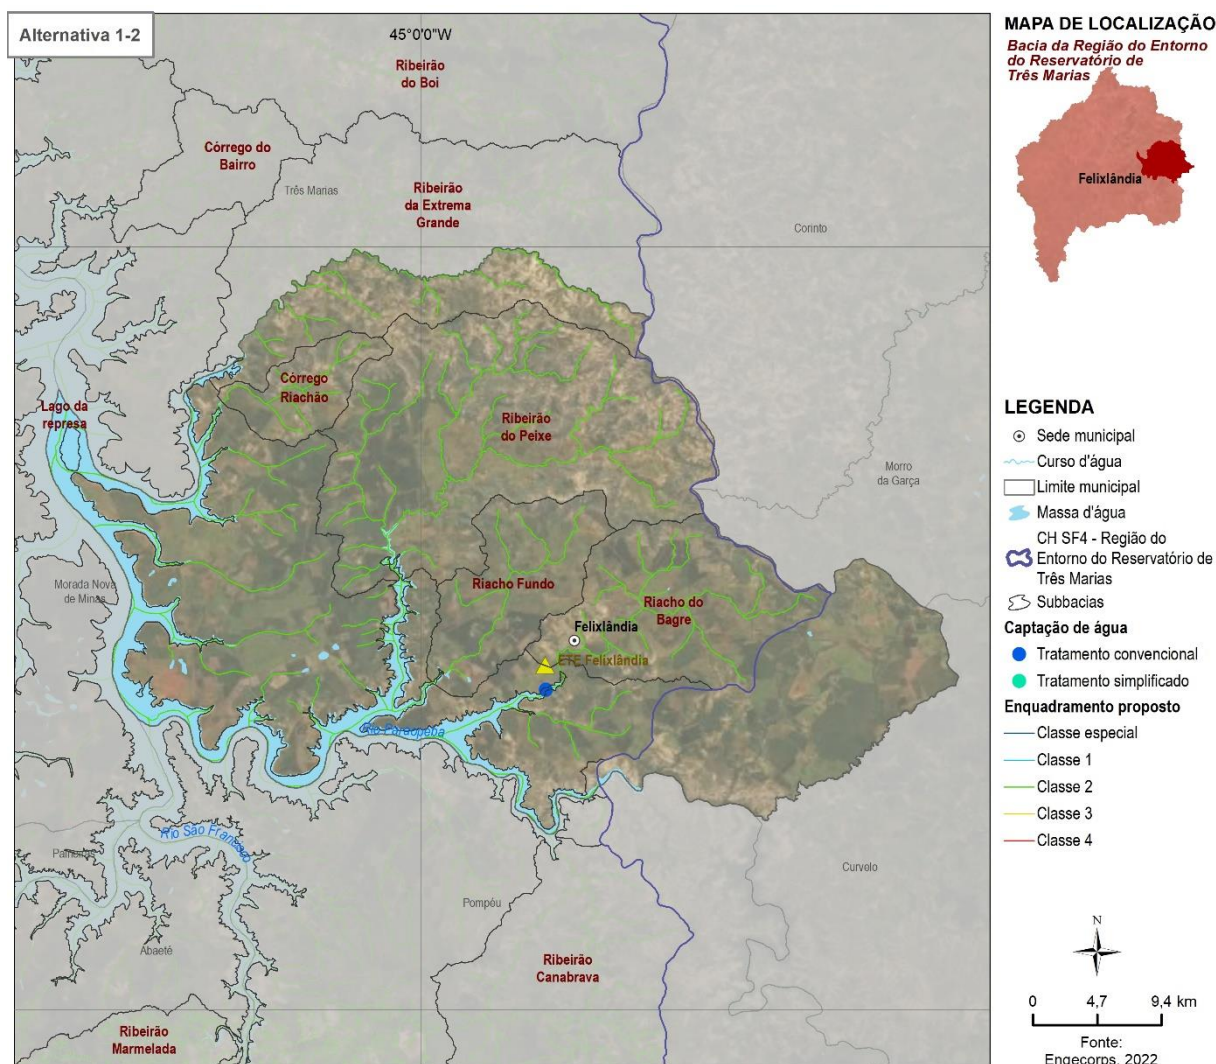 Alternativa 1-2
45°0'0"W
Ribeirão
do Boi
Córrego do
Bairro
Três Marias
Ribeirão
da Extrema
Grande
Corinto
Córrego
Riachão
Lago da
represa
Ribeirão
do Peixe
Morro
da Garça
Morada Nova
de Minas
Riacho Fundo
Riacho do
Bagre
Felixlândia
ETE Felixlândia
Rio Paraopeba
Rio São Francisco
Curvelo
Pompéu
Abaeté
Ribeirão
Canabrava
Ribeirão
Marmelada
MAPA DE LOCALIZAÇÃO
Bacia da Região do Entorno
do Reservatório de
Três Marias
Felixlândia
LEGENDA
Sede municipal
Curso d'água
Limite municipal
Massa d'água
CH SF4 - Região do
Entorno do Reservatório de
Três Marias
Subbacias
Captação de água
Tratamento convencional
Tratamento simplificado
Enquadramento proposto
Classe especial
Classe 1
Classe 2
Classe 3
Classe 4
N
0 4,7 9,4 km
Fonte:
Engecorps, 2022